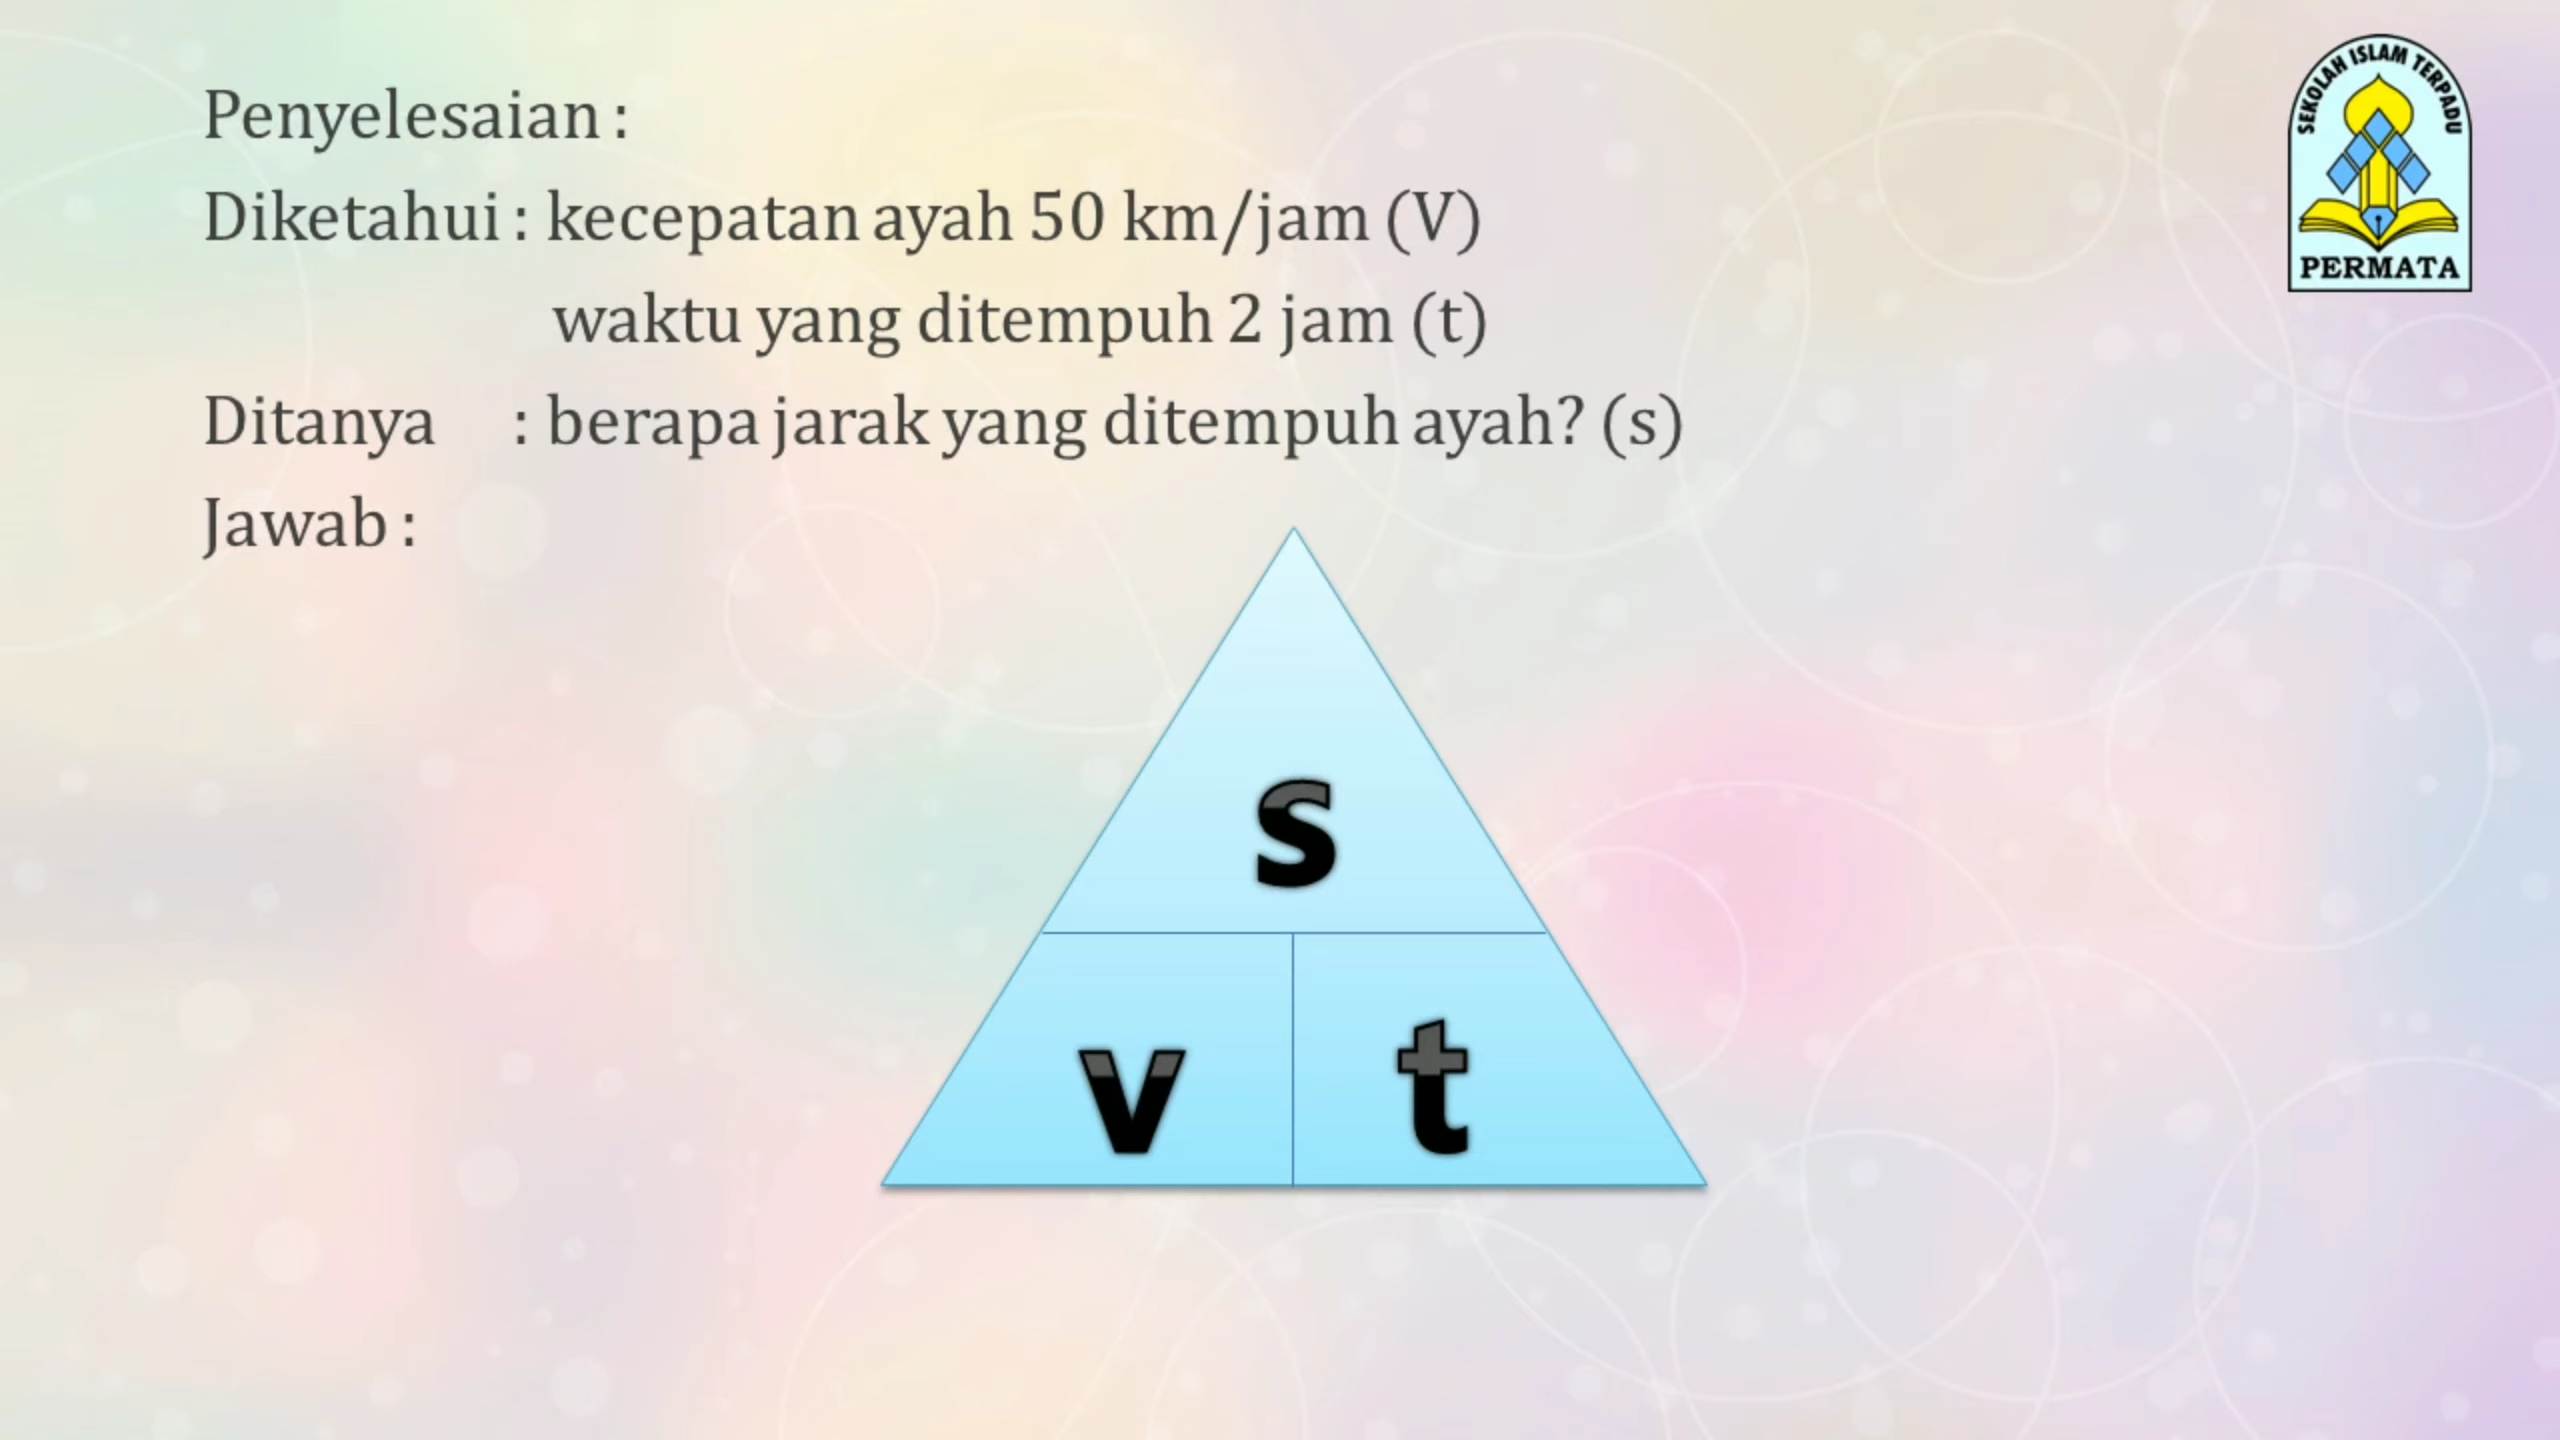 Penyelesaian :
Diketahui : kecepatan ayah 50 km/jam (V)
waktu yang ditempuh 2 jam (t)
Ditanya : berapa jarak yang ditempuh ayah? (s)
Jawab :
s
v t
SEKOLAH ISLAM TERPADU
PERMATA